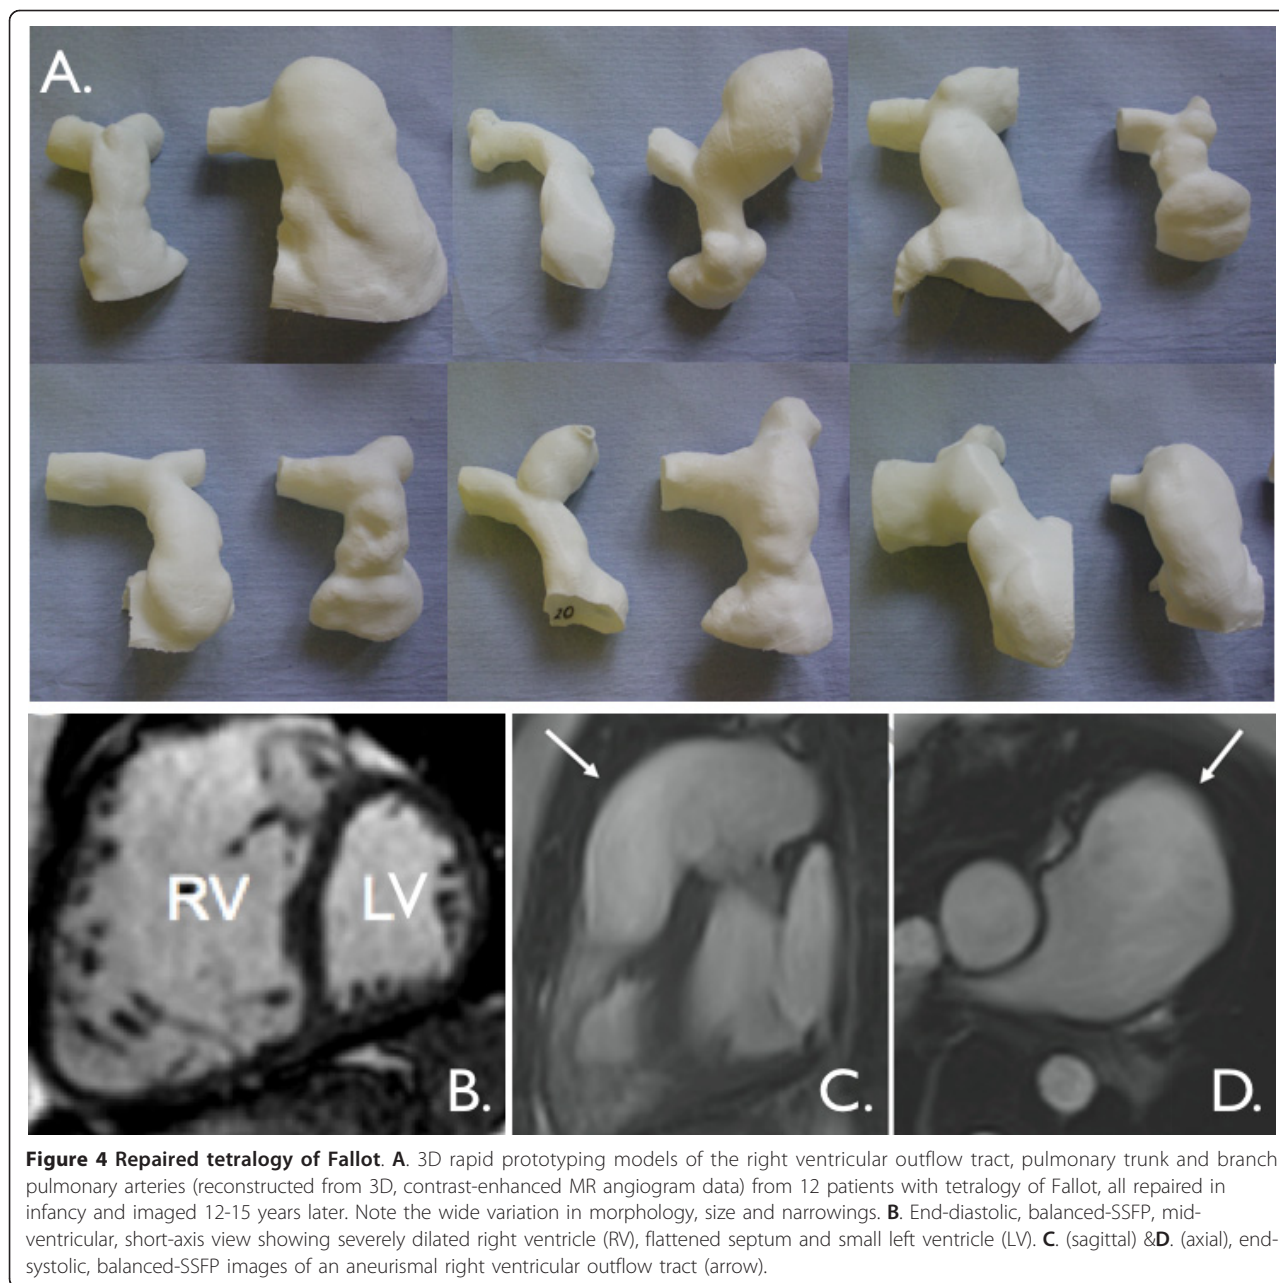 A.
20
RV
LV
B.
C.
D.
Figure 4 Repaired tetralogy of Fallot. A. 3D rapid prototyping models of the right ventricular outflow tract, pulmonary trunk and branch
pulmonary arteries (reconstructed from 3D, contrast-enhanced MR angiogram data) from 12 patients with tetralogy of Fallot, all repaired in
infancy and imaged 12-15 years later. Note the wide variation in morphology, size and narrowings. B. End-diastolic, balanced-SSFP, mid-
ventricular, short-axis view showing severely dilated right ventricle (RV), flattened septum and small left ventricle (LV). C. (sagittal) &D. (axial), end-
systolic, balanced-SSFP images of an aneurismal right ventricular outflow tract (arrow).